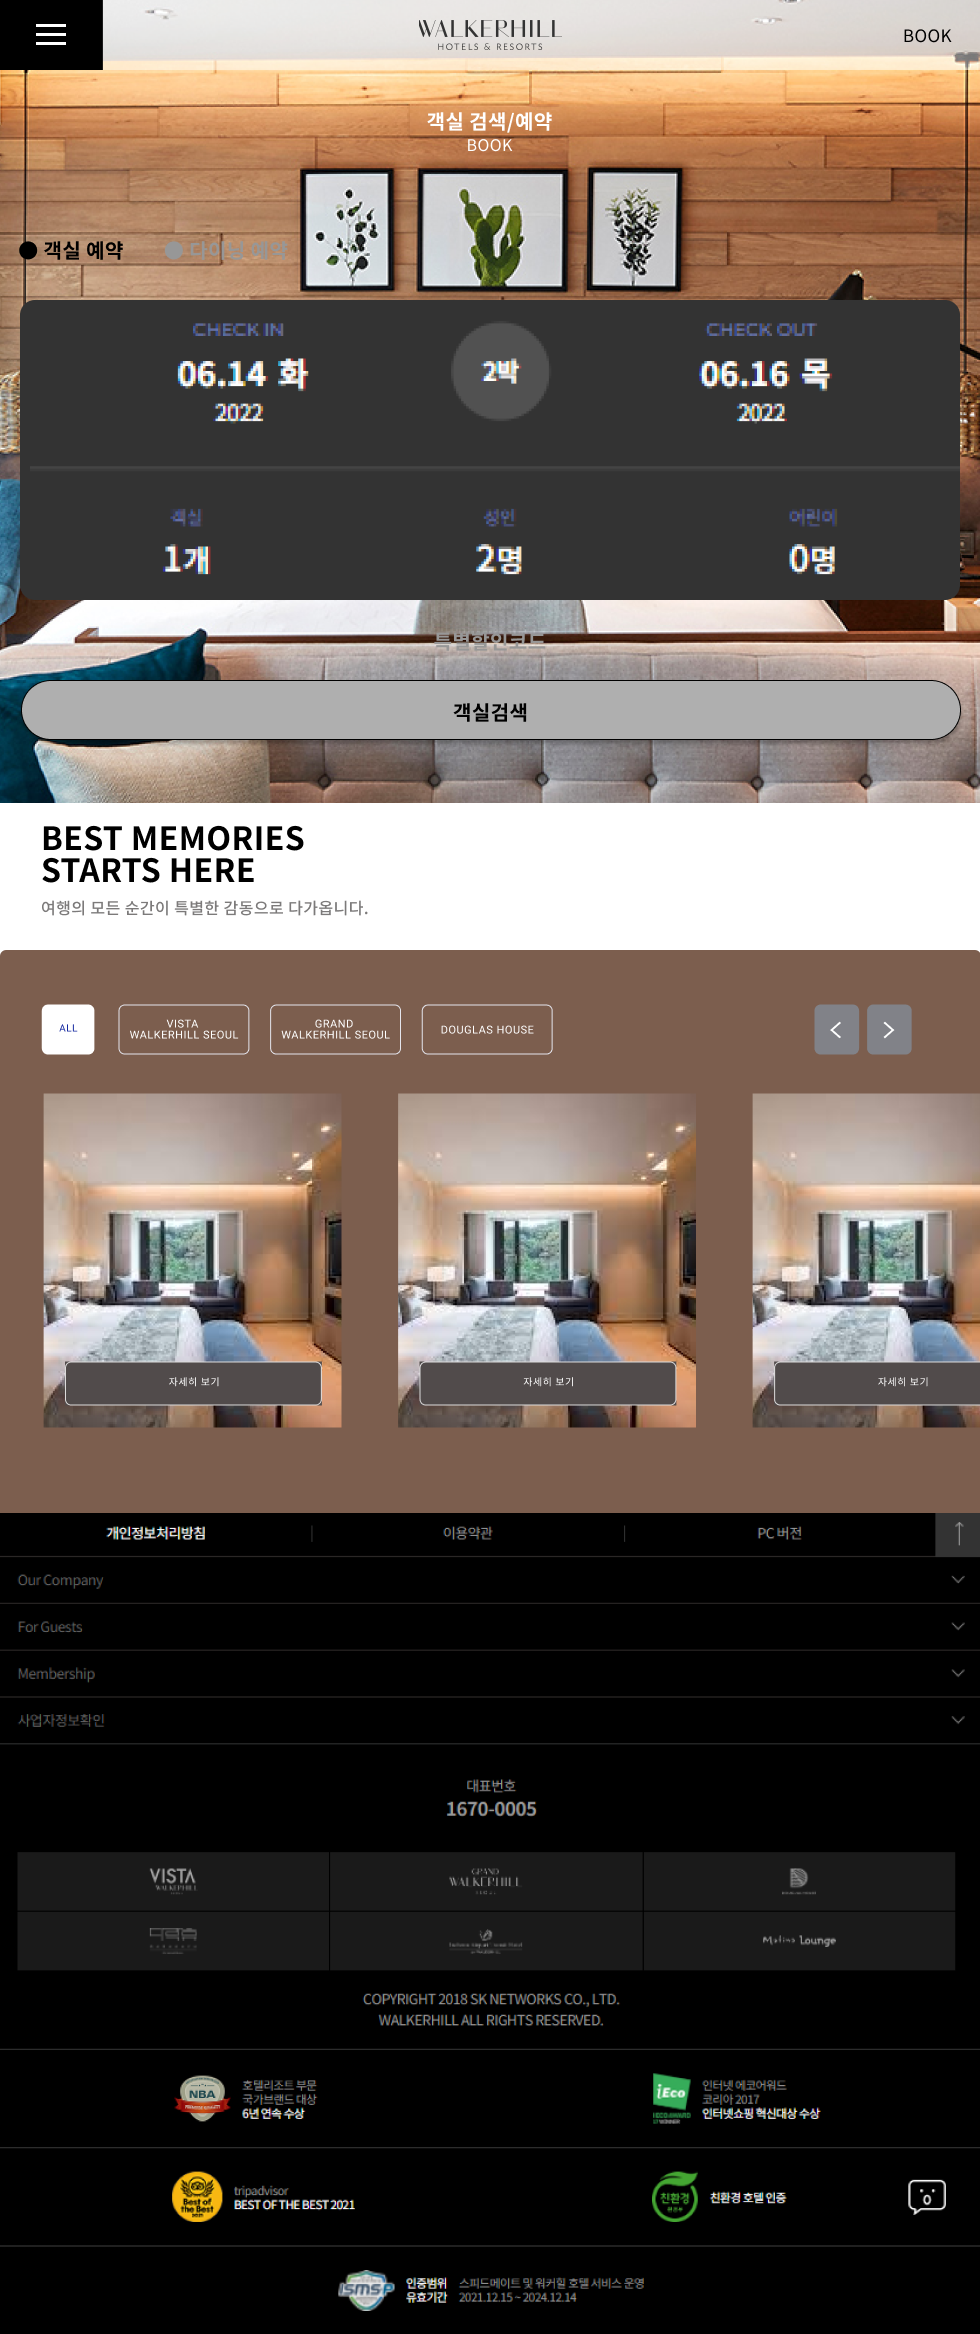 WALKERHILL
HOTELS & RESORTS
BOOK
객실 검색/예약
BOOK
객실 예약
다이닝 예약
CHECK IN
CHECK OUT
06.14 화
2박
06.16 목
2022
2022
객실
성인
어린이
1개
2명
0명
특별할인코드
객실검색
BEST MEMORIES
STARTS HERE
여행의 모든 순간이 특별한 감동으로 다가옵니다.
ALL
VISTA
WALKERHILL SEOUL
GRAND
WALKERHILL SEOUL
DOUGLAS HOUSE
자세히 보기
자세히 보기
자세히 보기
개인정보처리방침
이용약관
PC 버전
Our Company
For Guests
Membership
사업자정보확인
대표번호
1670-0005
VISTA
WALKERHILL
GRAND
WALKERHILL
Molino Lounge
COPYRIGHT 2018 SK NETWORKS CO., LTD.
WALKERHILL ALL RIGHTS RESERVED.
NBA
호텔리조트 부문
국가브랜드 대상
6년 연속 수상
iEco
인터넷 에코어워드
코리아 2017
인터넷쇼핑 혁신대상 수상
Best of
the Best
2021
tripadvisor
BEST OF THE BEST 2021
친환경
친환경 호텔 인증
ISMS-P
인증범위 스피드메이트 및 워커힐 호텔 서비스 운영
유효기간 2021.12.15 ~ 2024.12.14